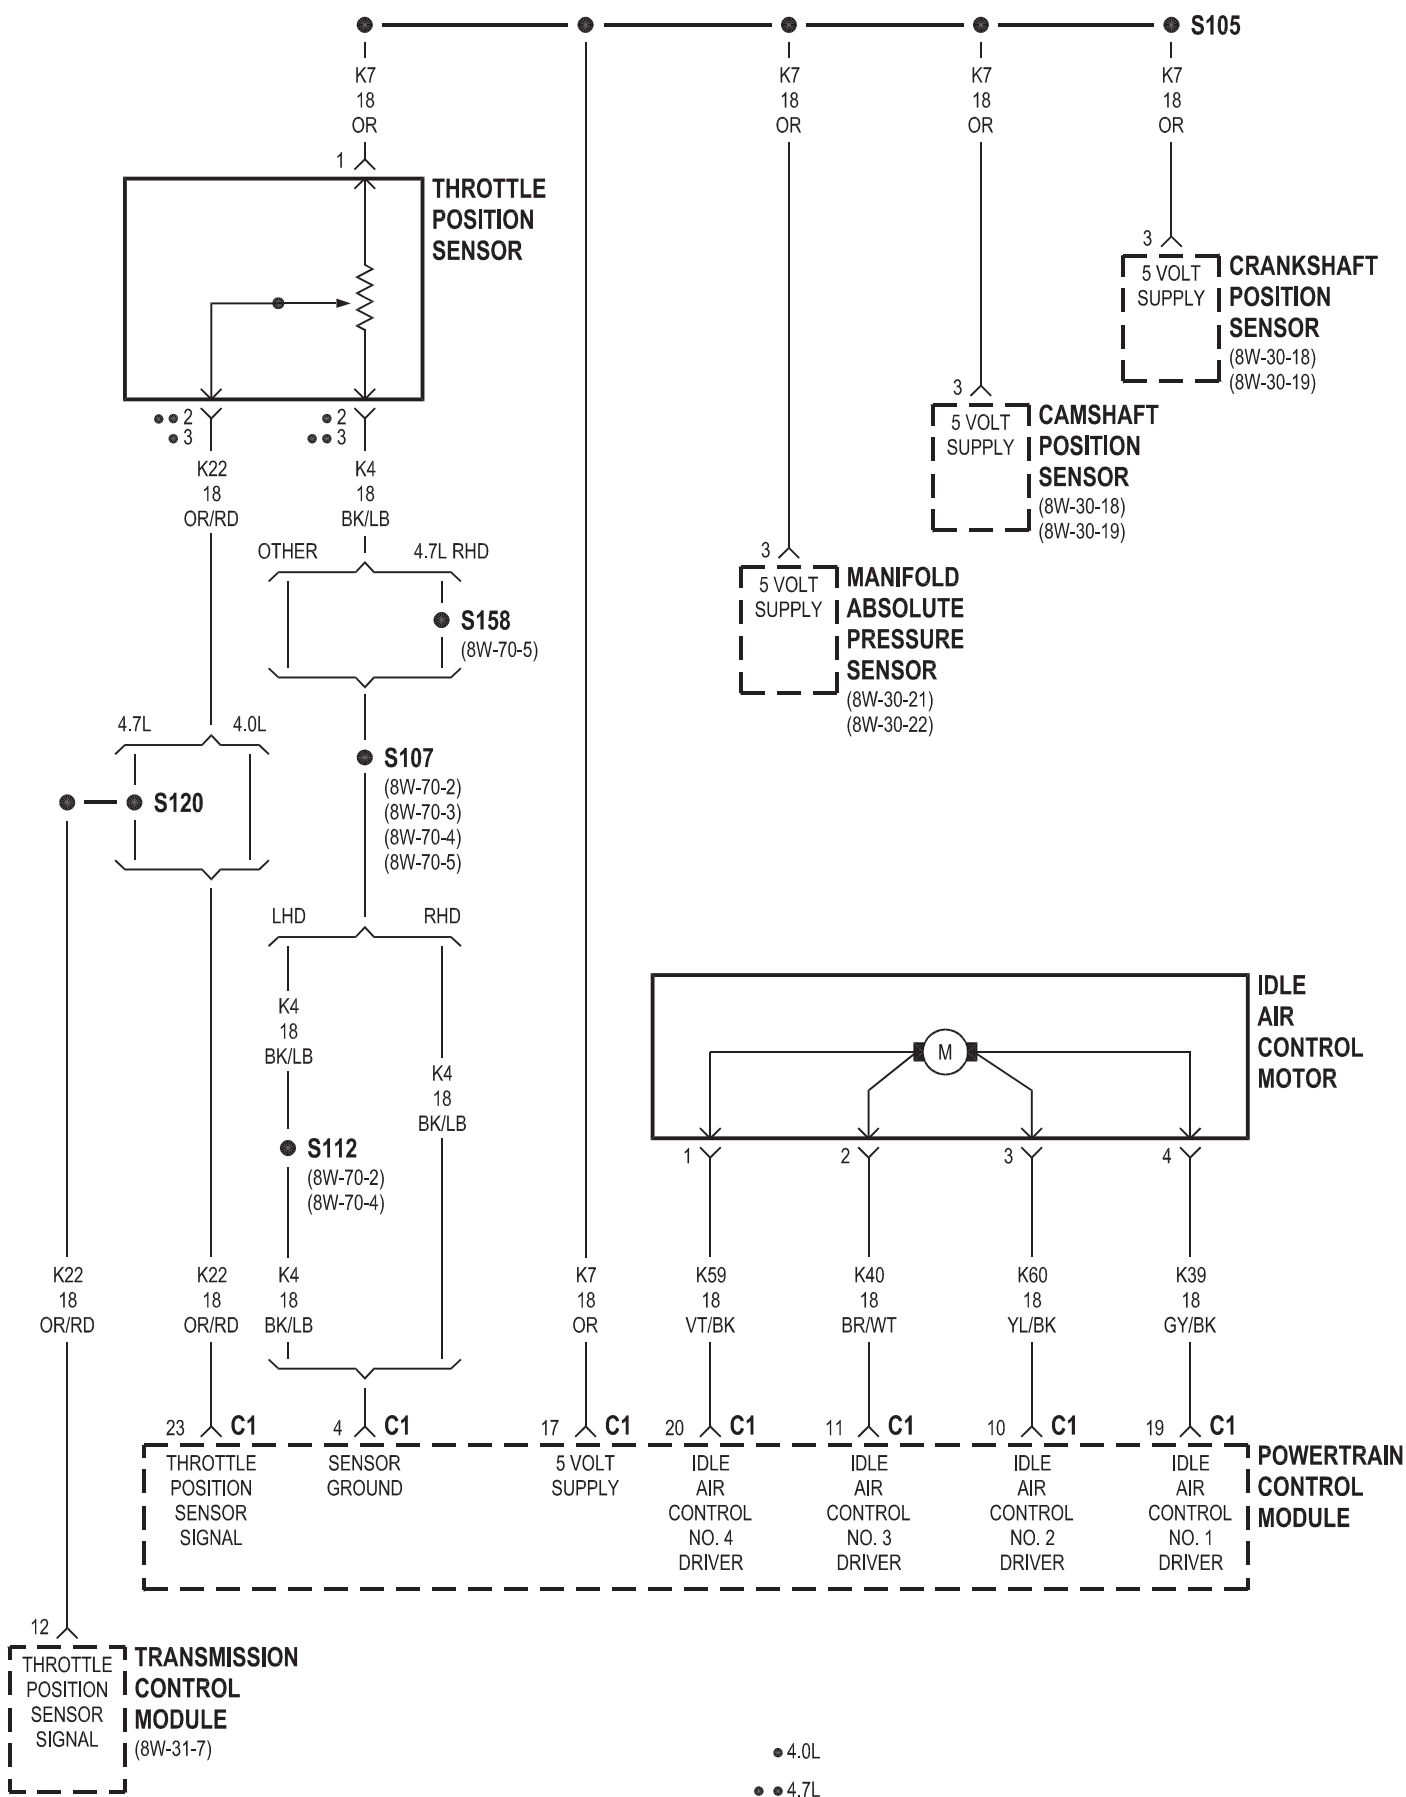 S105
K7
18
OR
K7
18
OR
K7
18
OR
K7
18
OR
1
THROTTLE
POSITION
SENSOR
2
3
2
3
K22
18
OR/RD
K4
18
BK/LB
3
5 VOLT
SUPPLY
CRANKSHAFT
POSITION
SENSOR
(8W-30-18)
(8W-30-19)
3
5 VOLT
SUPPLY
CAMSHAFT
POSITION
SENSOR
(8W-30-18)
(8W-30-19)
3
5 VOLT
SUPPLY
MANIFOLD
ABSOLUTE
PRESSURE
SENSOR
(8W-30-21)
(8W-30-22)
OTHER
4.7L RHD
S158
(8W-70-5)
4.7L
4.0L
S120
S107
(8W-70-2)
(8W-70-3)
(8W-70-4)
(8W-70-5)
LHD
RHD
K4
18
BK/LB
K4
18
BK/LB
S112
(8W-70-2)
(8W-70-4)
IDLE
AIR
CONTROL
MOTOR
M
1
2
3
4
K22
18
OR/RD
K22
18
OR/RD
K4
18
BK/LB
K7
18
OR
K59
18
VT/BK
K40
18
BR/WT
K60
18
YL/BK
K39
18
GY/BK
23 C1
4 C1
17 C1
20 C1
11 C1
10 C1
19 C1
THROTTLE
POSITION
SENSOR
SIGNAL
SENSOR
GROUND
5 VOLT
SUPPLY
IDLE
AIR
CONTROL
NO. 4
DRIVER
IDLE
AIR
CONTROL
NO. 3
DRIVER
IDLE
AIR
CONTROL
NO. 2
DRIVER
IDLE
AIR
CONTROL
NO. 1
DRIVER
POWERTRAIN
CONTROL
MODULE
12
THROTTLE
POSITION
SENSOR
SIGNAL
TRANSMISSION
CONTROL
MODULE
(8W-31-7)
4.0L
4.7L